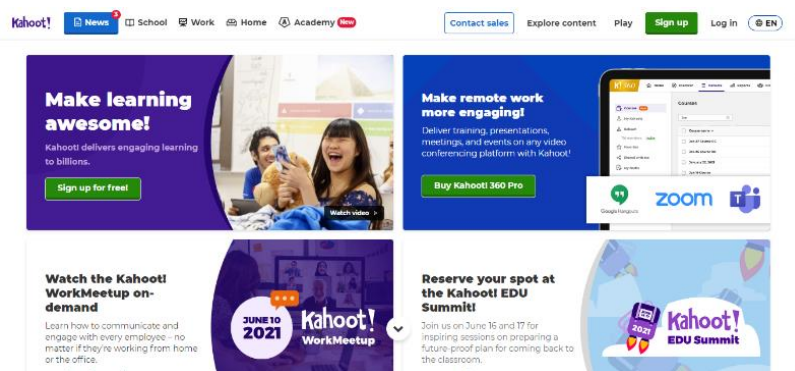 Kahoot!
News
3
School
Work
Home
Academy
New
Contact sales
Explore content
Play
Sign up
Log in
EN
Make learning
awesome!
Kahoot! delivers engaging learning
to billions.
Sign up for free!
Watch video >
Make remote work
more engaging!
Deliver training, presentations,
meetings, and events on any video
conferencing platform with Kahoot!
Buy Kahoot! 360 Pro
K! 360
Courses
Google Hangouts
zoom
T
Watch the Kahoot!
WorkMeetup on-
demand
Learn how to communicate and
engage with every employee – no
matter if they're working from home
or the office.
JUNE 10
2021
Kahoot!
WorkMeetup
Reserve your spot at
the Kahoot! EDU
Summit!
Join us on June 16 and 17 for
inspiring sessions on preparing a
future-proof plan for coming back to
the classroom.
2021
Kahoot!
EDU Summit